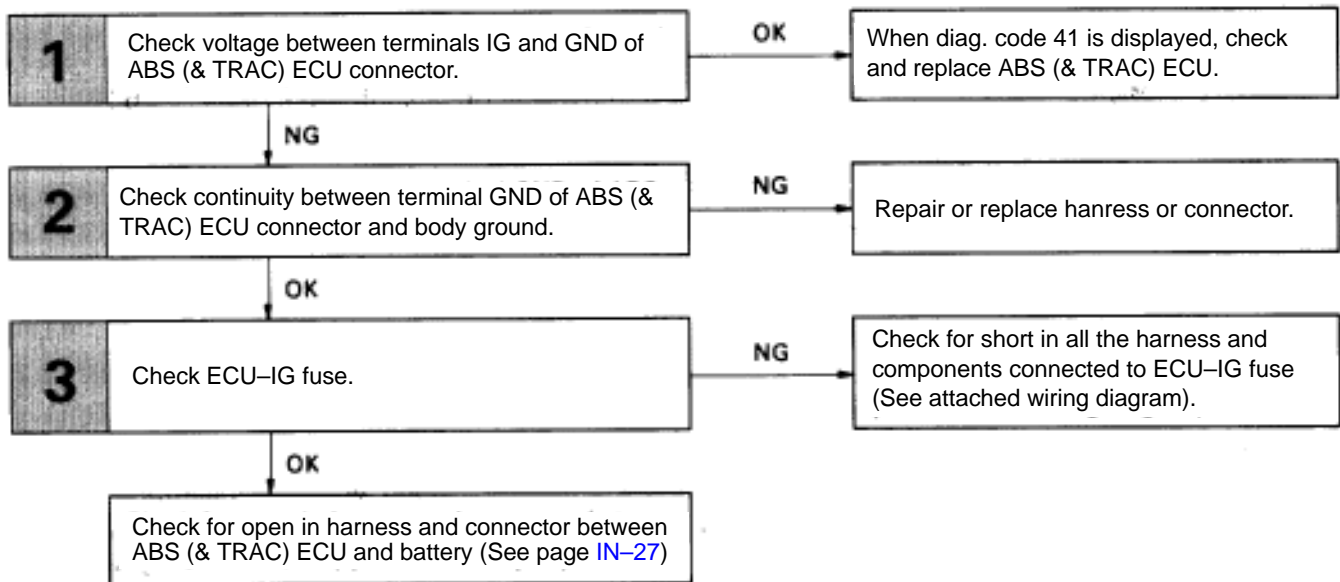 1
Check voltage between terminals IG and GND of
ABS (& TRAC) ECU connector.
OK
When diag. code 41 is displayed, check
and replace ABS (& TRAC) ECU.
NG
2
Check continuity between terminal GND of ABS (&
TRAC) ECU connector and body ground.
NG
Repair or replace hanress or connector.
OK
3
Check ECU–IG fuse.
NG
Check for short in all the harness and
components connected to ECU–IG fuse
(See attached wiring diagram).
OK
Check for open in harness and connector between
ABS (& TRAC) ECU and battery (See page IN–27)